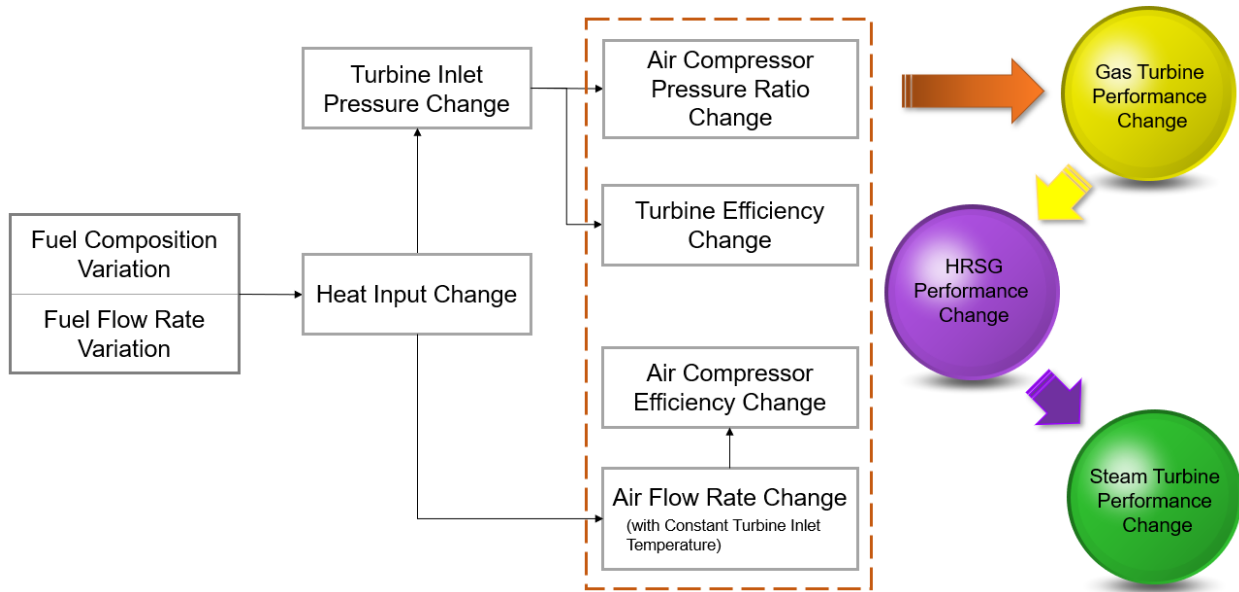 Fuel Composition
Variation
Fuel Flow Rate
Variation
Heat Input Change
Turbine Inlet
Pressure Change
Air Compressor
Pressure Ratio
Change
Turbine Efficiency
Change
Air Compressor
Efficiency Change
Air Flow Rate Change
(with Constant Turbine Inlet
Temperature)
Gas Turbine
Performance
Change
HRSG
Performance
Change
Steam Turbine
Performance
Change